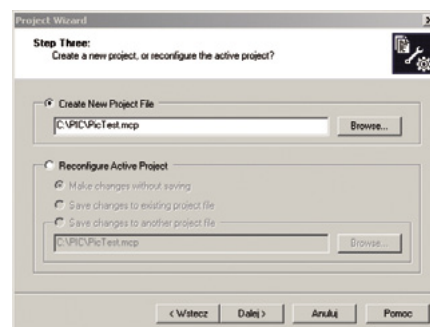 Project Wizard
Step Three:
Create a new project, or reconfigure the active project?
Create New Project File
C:\PIC\PicTest.mcp
Browse...
Reconfigure Active Project
Make changes without saving
Save changes to existing project file
Save changes to another project file
C:\PIC\PicTest.mcp
Browse...
< Wstecz
Dalej >
Anuluj
Pomoc